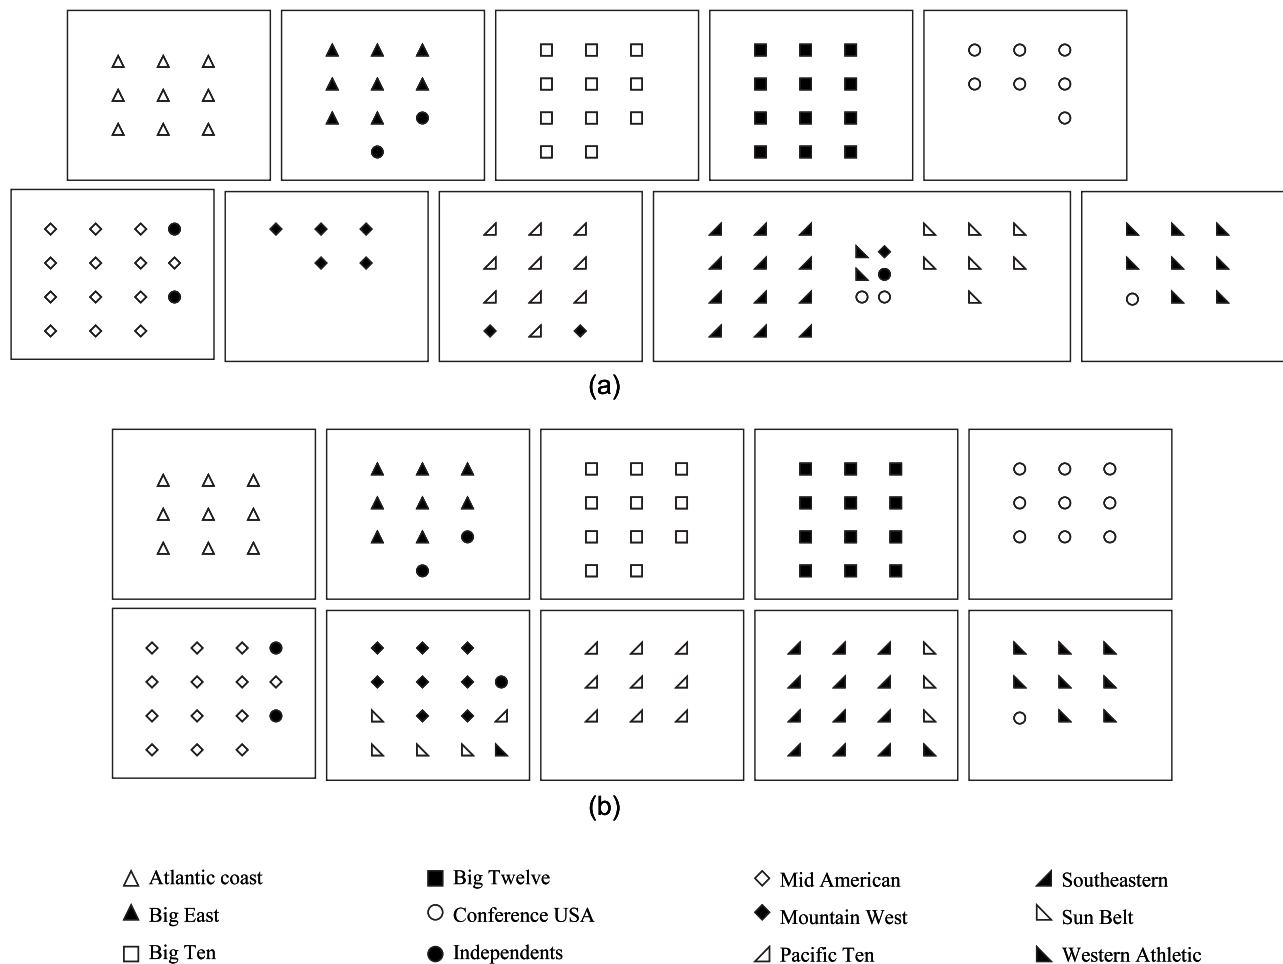 (a)
(b)
Atlantic coast Big Twelve Mid American Southeastern
Big East Conference USA Mountain West Sun Belt
Big Ten Independents Pacific Ten Western Athletic